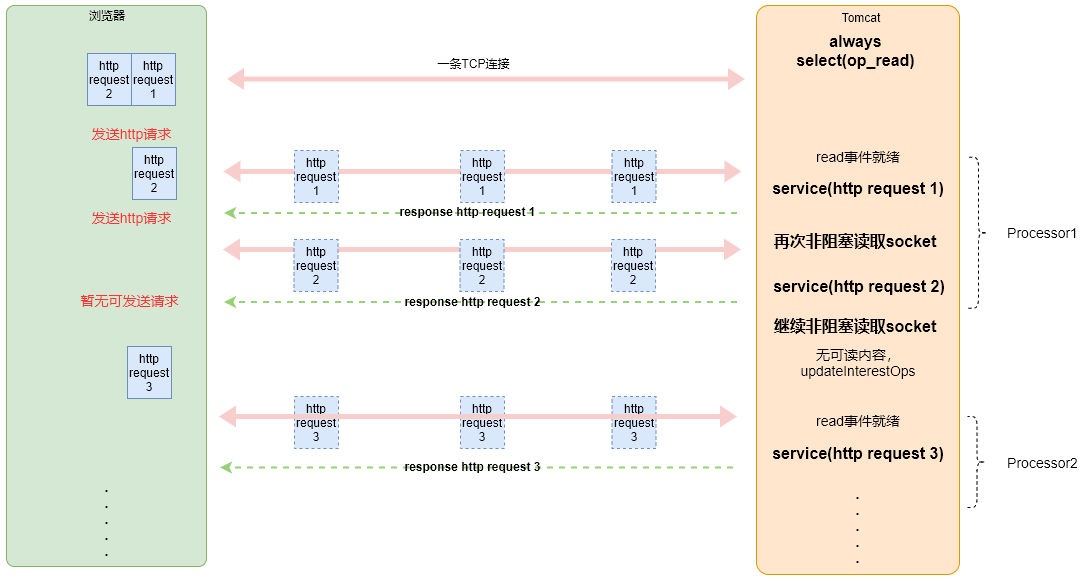 浏览器
Tomcat
always
select(op_read)
http
request
2
http
request
1
一条TCP连接
发送http请求
http
request
2
http
request
1
http
request
1
http
request
1
read事件就绪
service(http request 1)
response http request 1
发送http请求
Processor1
再次非阻塞读取socket
http
request
2
http
request
2
http
request
2
service(http request 2)
暂无可发送请求
response http request 2
继续非阻塞读取socket
无可读内容，
updateInterestOps
http
request
3
http
request
3
http
request
3
http
request
3
read事件就绪
service(http request 3)
response http request 3
Processor2
.
.
.
.
.
.
.
.
.
.